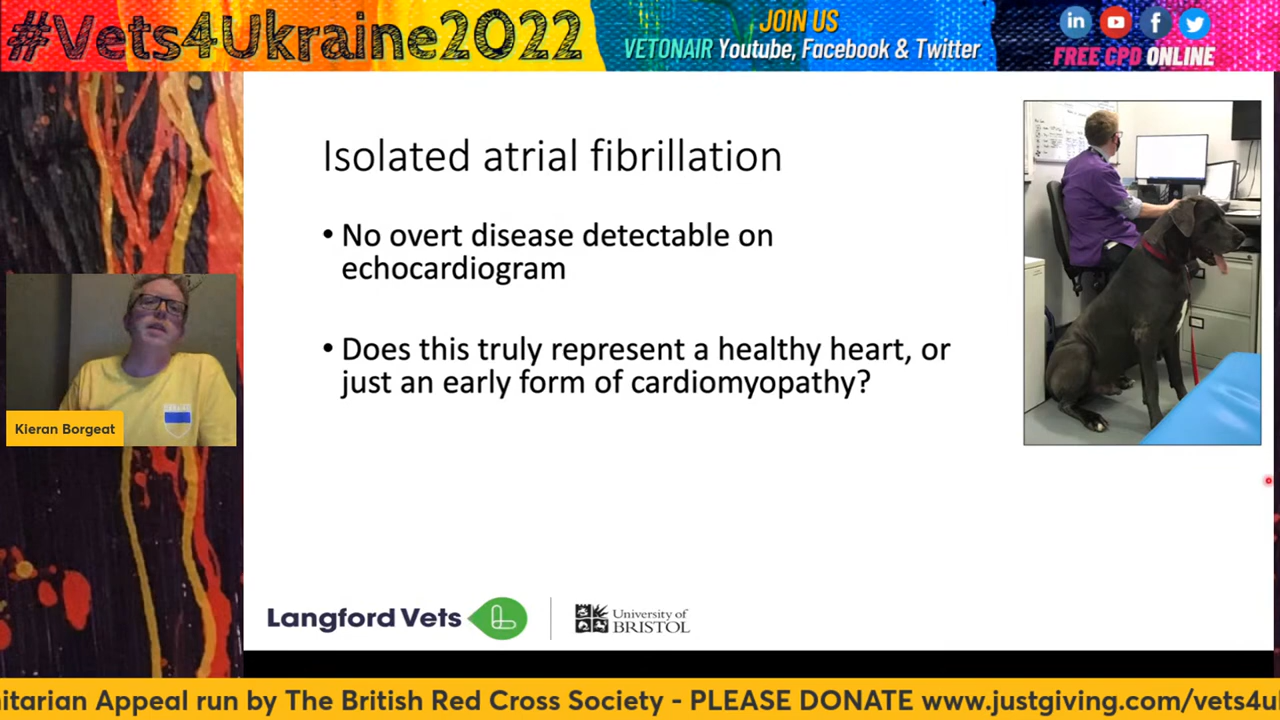 #Vets4Ukraine2022
JOIN US
VETONAIR Youtube, Facebook & Twitter
FREE CPD ONLINE
Isolated atrial fibrillation
• No overt disease detectable on
echocardiogram
• Does this truly represent a healthy heart, or
just an early form of cardiomyopathy?
Kieran Borgeat
Langford Vets
University of
BRISTOL
nitarian Appeal run by The British Red Cross Society - PLEASE DONATE www.justgiving.com/vets4u